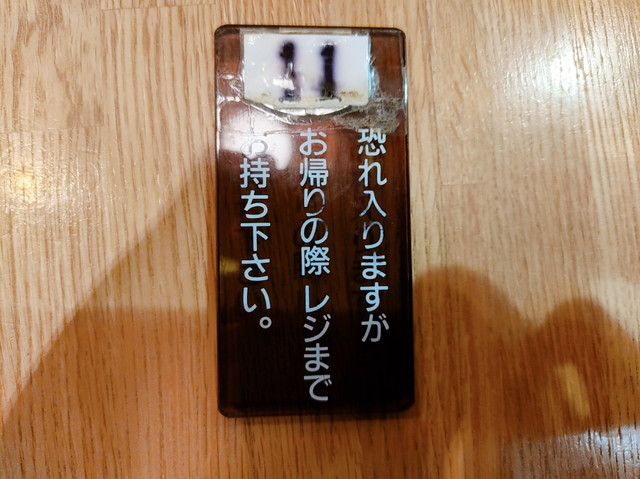 11
恐れ入りますが
お帰りの際 レジまで
お持ち下さい。